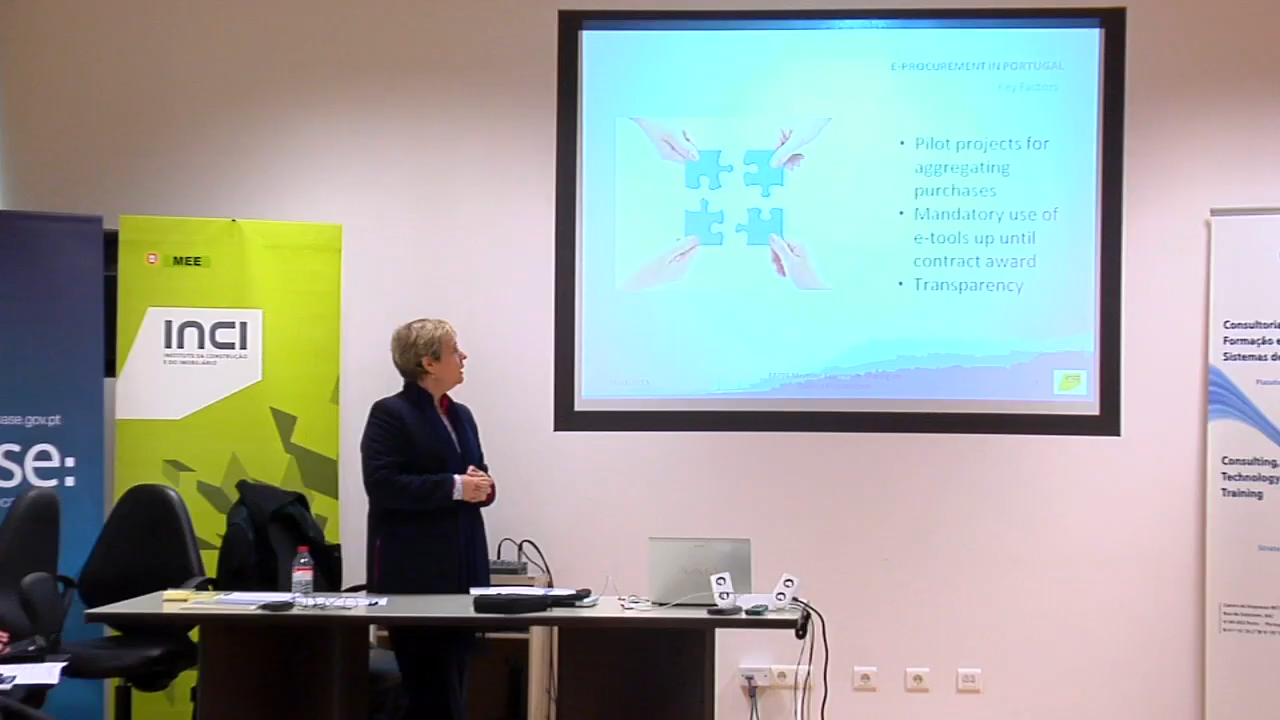 E-PROCUREMENT IN PORTUGAL
Key Factors
• Pilot projects for
aggregating
purchases
• Mandatory use of
e-tools up until
contract award
• Transparency
MEE
INCI
INSTITUTO DA CONSTRUÇÃO
E DO IMOBILIÁRIO
ase.gov.pt
se:
Consultoria
Formação e
Sistemas de
Consulting,
Technology
Training